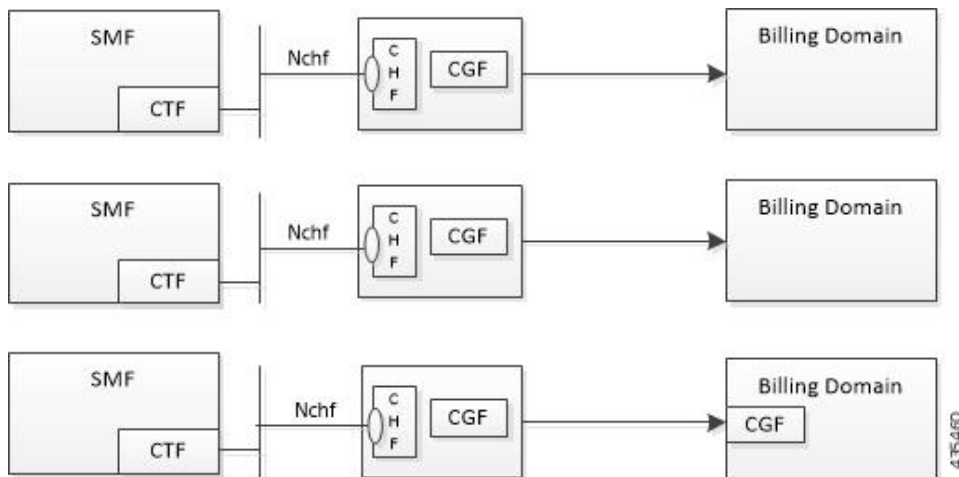 SMF
CTF
Nchf
C
H
F
CGF
Billing Domain
SMF
CTF
Nchf
C
H
F
CGF
Billing Domain
SMF
CTF
Nchf
C
H
F
CGF
Billing Domain
CGF
435460